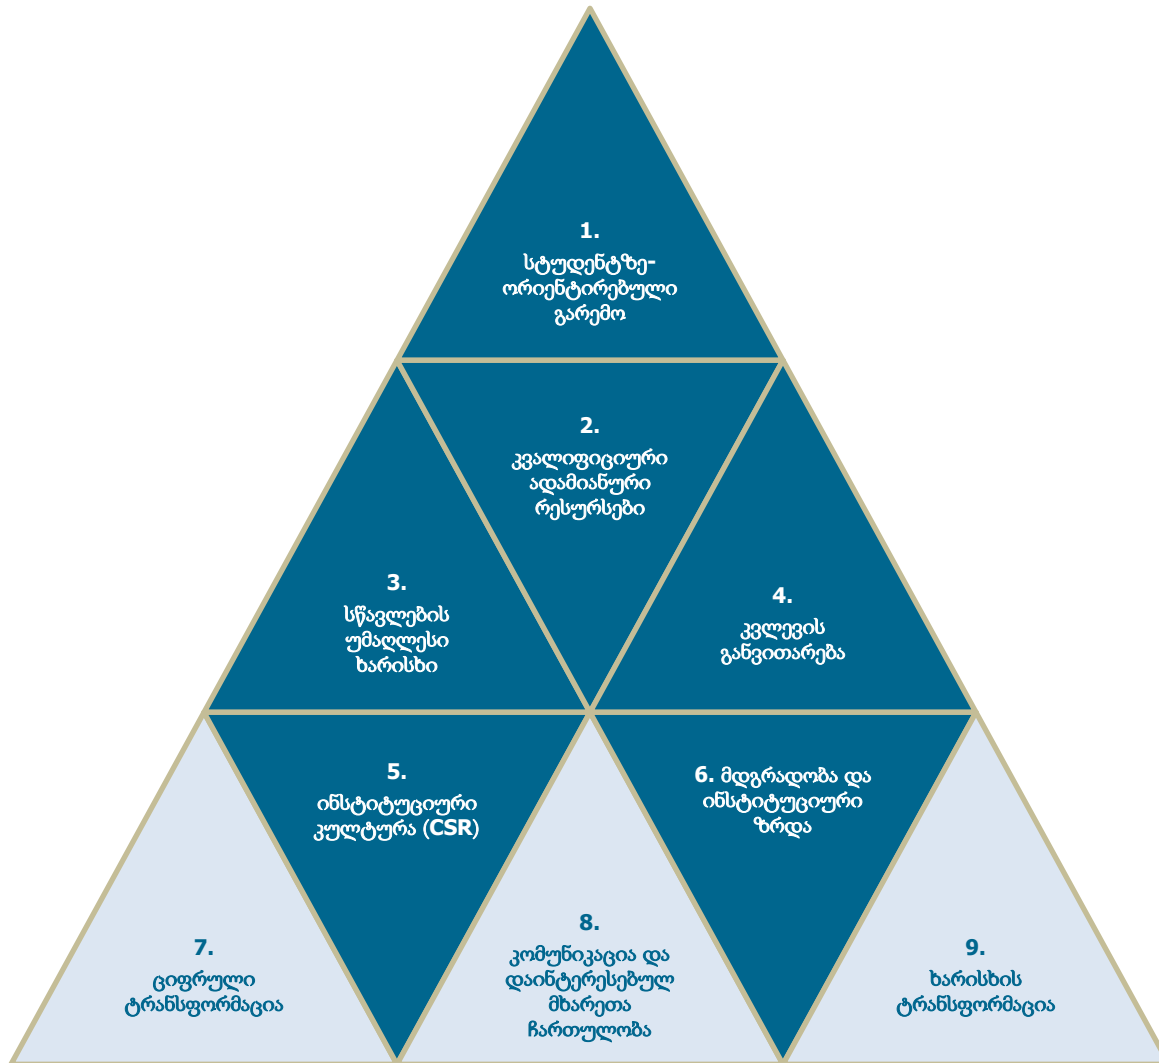 1.
სტუდენტზე-
ორიენტირებული
გარემო
2.
კვალიფიციური
ადამიანური
რესურსები
3.
სწავლების
უმაღლესი
ხარისხი
4.
კვლევის
განვითარება
5.
ინსტიტუციური
კულტურა (CSR)
6. მდგრადობა და
ინსტიტუციური
ზრდა
7.
ციფრული
ტრანსფორმაცია
8.
კომუნიკაცია და
დაინტერესებულ
მხარეთა
ჩართულობა
9.
ხარისხის
ტრანსფორმაცია